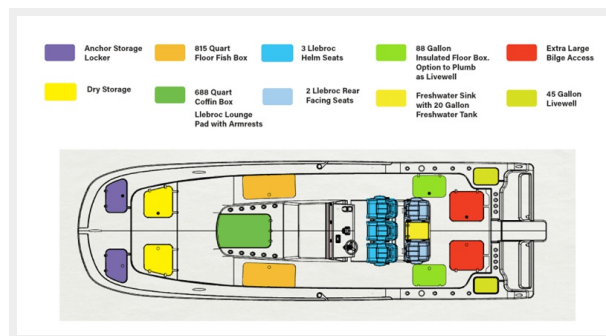 Anchor Storage
Locker
815 Quart
Floor Fish Box
3 Llebroc
Helm Seats
88 Gallon
Insulated Floor Box.
Option to Plumb
as Livewell
Extra Large
Bilge Access
Dry Storage
688 Quart
Coffin Box
Llebroc Lounge
Pad with Armrests
2 Llebroc Rear
Facing Seats
Freshwater Sink
with 20 Gallon
Freshwater Tank
45 Gallon
Livewell